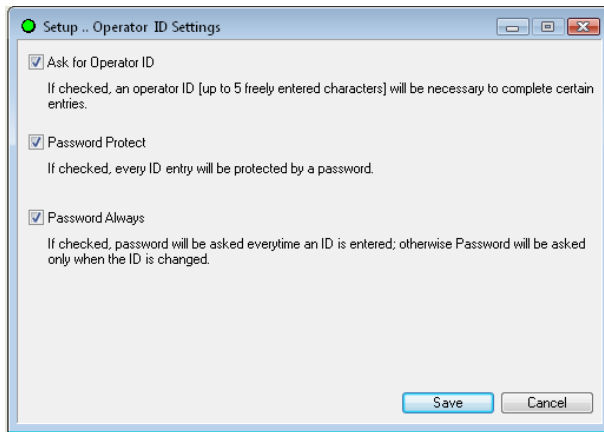 Setup .. Operator ID Settings
Ask for Operator ID
If checked, an operator ID [up to 5 freely entered characters] will be necessary to complete certain
entries.
Password Protect
If checked, every ID entry will be protected by a password.
Password Always
If checked, password will be asked everytime an ID is entered; otherwise Password will be asked
only when the ID is changed.
Save
Cancel